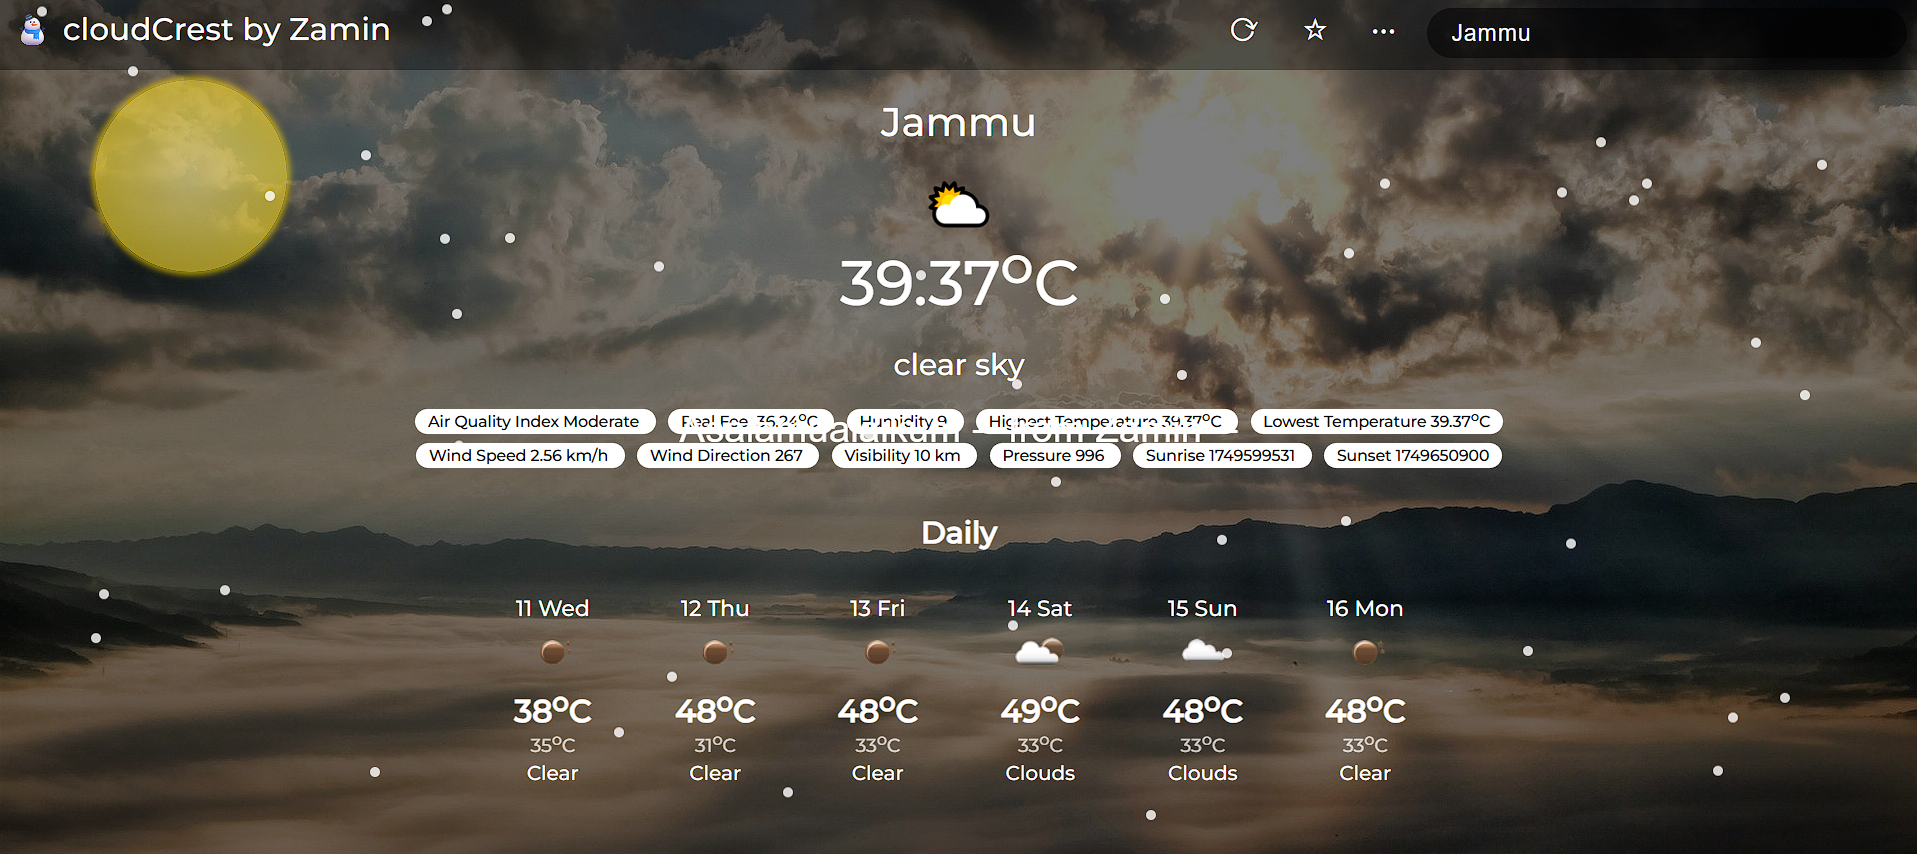 cloudCrest by Zamin
Jammu
Jammu
39.37°C
clear sky
Air Quality Index Moderate Real Fee 36.24°C Humidity 9 Highest Temperature 39.37°C Lowest Temperature 39.37°C
from Zamin
Wind Speed 2.56 km/h Wind Direction 267 Visibility 10 km Pressure 996 Sunrise 1749599531 Sunset 1749650900
Daily
11 Wed 12 Thu 13 Fri 14 Sat 15 Sun 16 Mon
38°C 48°C 48°C 49°C 48°C 48°C
35°C 31°C 33°C 33°C 33°C 33°C
Clear Clear Clear Clouds Clouds Clear